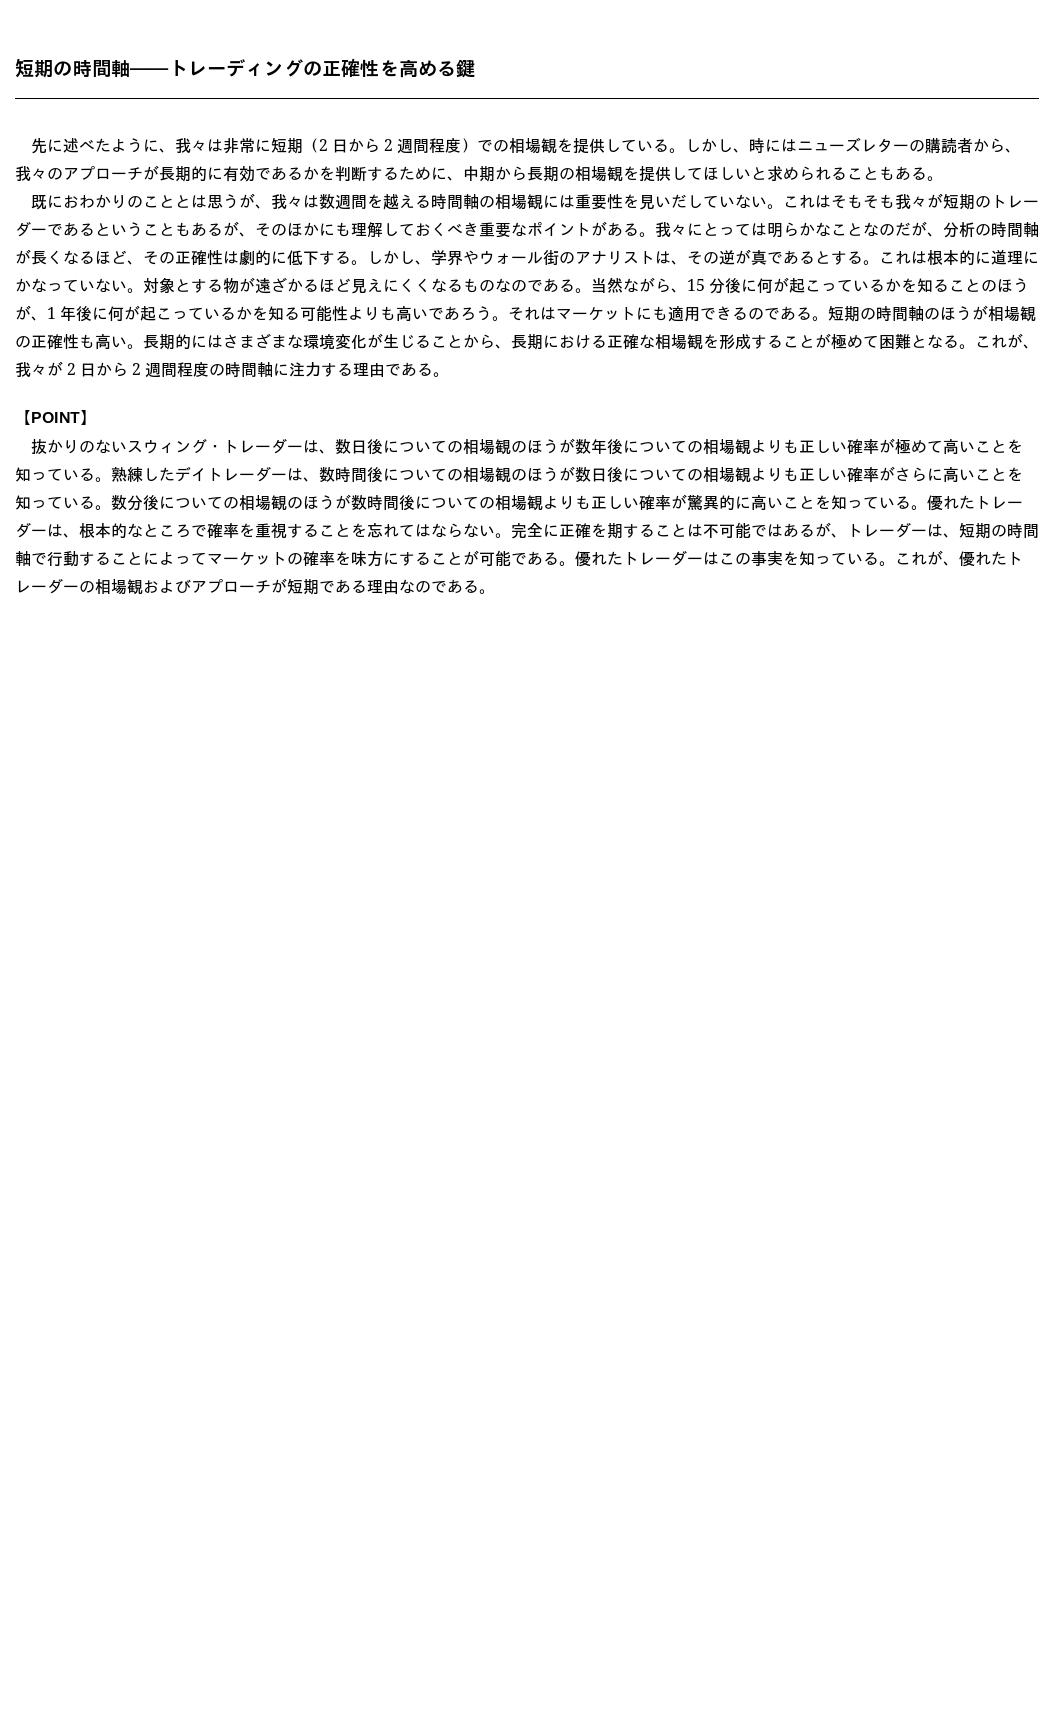 短期の時間軸――トレーディングの正確性を高める鍵
　先に述べたように、我々は非常に短期（2 日から 2 週間程度）での相場観を提供している。しかし、時にはニューズレターの購読者から、
我々のアプローチが長期的に有効であるかを判断するために、中期から長期の相場観を提供してほしいと求められることもある。
　既におわかりのこととは思うが、我々は数週間を越える時間軸の相場観には重要性を見いだしていない。これはそもそも我々が短期のトレー
ダーであるということもあるが、そのほかにも理解しておくべき重要なポイントがある。我々にとっては明らかなことなのだが、分析の時間軸
が長くなるほど、その正確性は劇的に低下する。しかし、学界やウォール街のアナリストは、その逆が真であるとする。これは根本的に道理に
かなっていない。対象とする物が遠ざかるほど見えにくくなるものなのである。当然ながら、15 分後に何が起こっているかを知ることのほう
が、1 年後に何が起こっているかを知る可能性よりも高いであろう。それはマーケットにも適用できるのである。短期の時間軸のほうが相場観
の正確性も高い。長期的にはさまざまな環境変化が生じることから、長期における正確な相場観を形成することが極めて困難となる。これが、
我々が 2 日から 2 週間程度の時間軸に注力する理由である。
【POINT】
　抜かりのないスウィング・トレーダーは、数日後についての相場観のほうが数年後についての相場観よりも正しい確率が極めて高いことを
知っている。熟練したデイトレーダーは、数時間後についての相場観のほうが数日後についての相場観よりも正しい確率がさらに高いことを
知っている。数分後についての相場観のほうが数時間後についての相場観よりも正しい確率が驚異的に高いことを知っている。優れたトレー
ダーは、根本的なところで確率を重視することを忘れてはならない。完全に正確を期することは不可能ではあるが、トレーダーは、短期の時間
軸で行動することによってマーケットの確率を味方にすることが可能である。優れたトレーダーはこの事実を知っている。これが、優れたト
レーダーの相場観およびアプローチが短期である理由なのである。